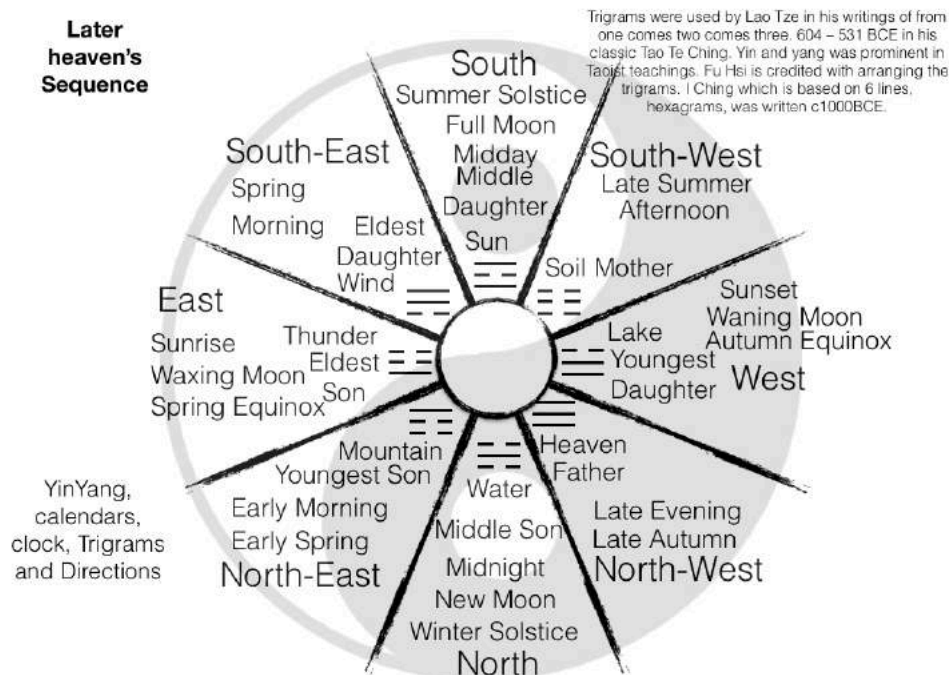 Later
heaven's
Sequence
Trigrams were used by Lao Tze in his writings of from
one comes two comes three. 604 – 531 BCE in his
classic Tao Te Ching. Yin and yang was prominent in
Taoist teachings. Fu Hsi is credited with arranging the
trigrams. I Ching which is based on 6 lines,
hexagrams, was written c1000BCE.
South
Summer Solstice
Full Moon
Midday
Middle
Daughter
Sun
South-East
Spring
Morning
Eldest
Daughter
Wind
South-West
Late Summer
Afternoon
Soil Mother
East
Sunrise
Waxing Moon
Spring Equinox
Thunder
Eldest
Son
Sunset
Waning Moon
Autumn Equinox
West
Lake
Youngest
Daughter
Mountain
Youngest Son
Early Morning
Early Spring
North-East
Water
Middle Son
Midnight
New Moon
Winter Solstice
North
Heaven
Father
Late Evening
Late Autumn
North-West
YinYang,
calendars,
clock, Trigrams
and Directions